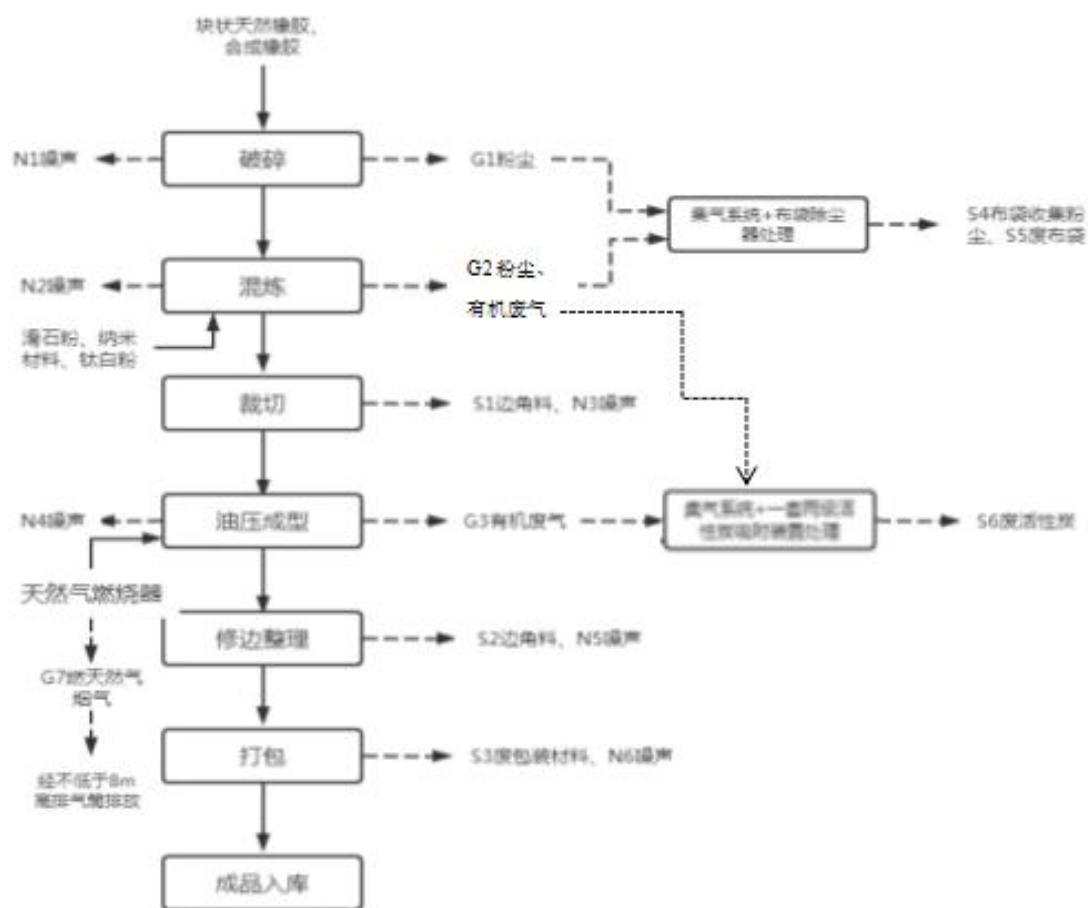 块状天然橡胶、
合成橡胶
N1噪声
破碎
G1粉尘
集气系统+布袋除尘
器处理
S4布袋收集粉
尘、S5废布袋
N2噪声
混炼
G2粉尘、
有机废气
滑石粉、纳米
材料、钛白粉
裁切
S1边角料、N3噪声
N4噪声
油压成型
G3有机废气
集气系统+一套两级活
性炭吸附装置处理
S6废活性炭
天然气燃烧器
修边整理
S2边角料、N5噪声
G7燃天然气
烟气
打包
S3废包装材料、N6噪声
经不低于8m
高排气筒排放
成品入库